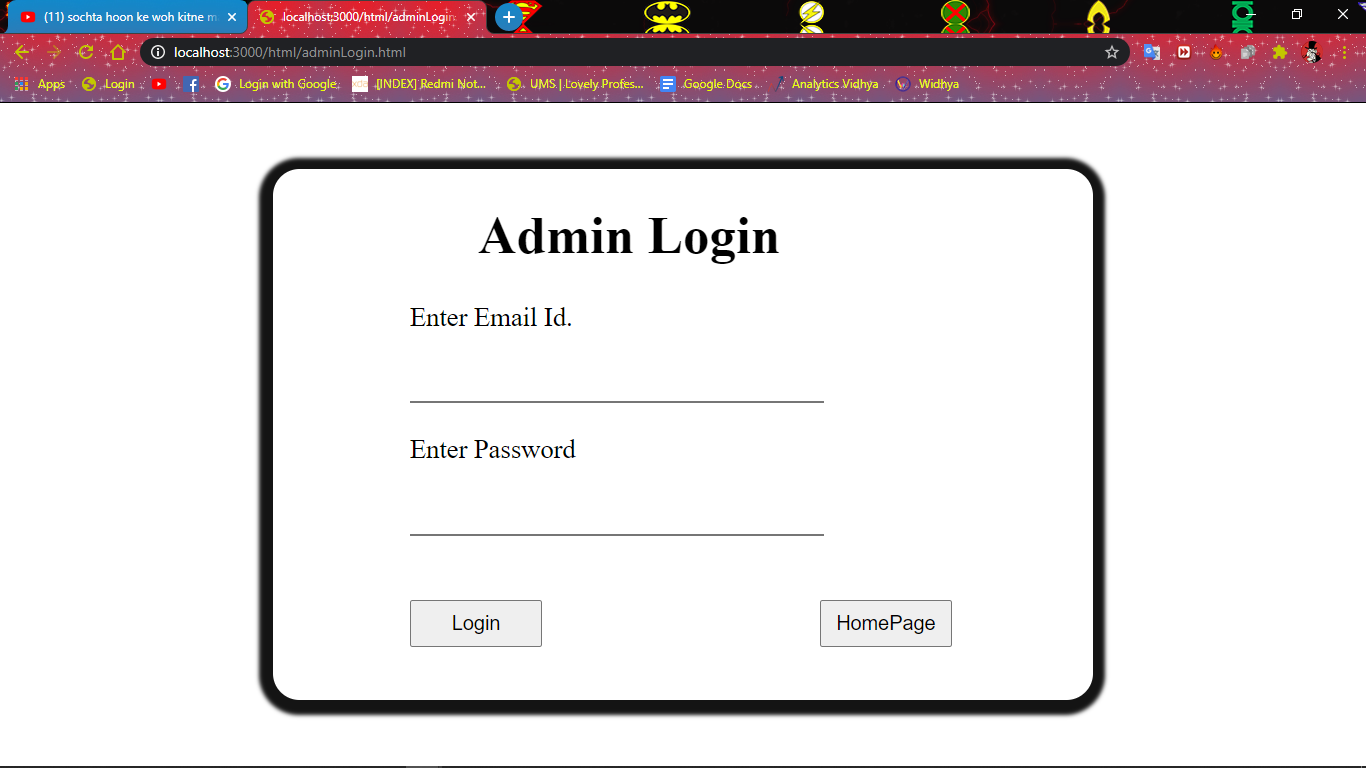 (11) sochta hoon ke woh kitne m
localhost:3000/html/adminLogin
localhost:3000/html/adminLogin.html
Apps Login Login with Google [INDEX] Redmi Not... UMS | Lovely Profes... Google Docs Analytics Vidhya Widhya
Admin Login
Enter Email Id.
Enter Password
Login HomePage